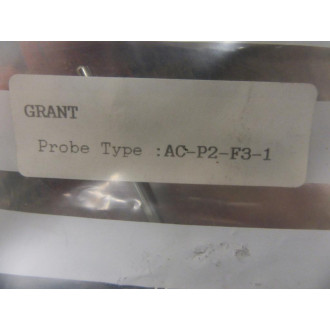 GRANT
Probe Type :AC-P2-F3-1